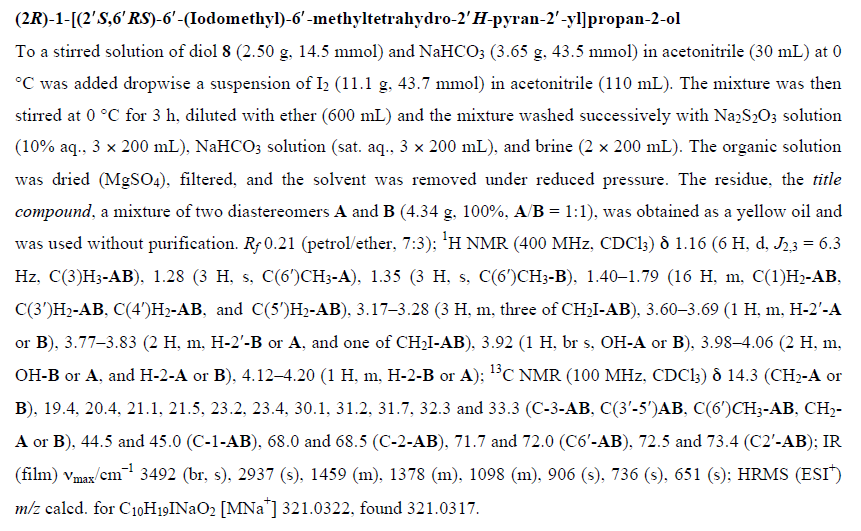 (2R)-1-[(2′S,6′RS)-6′-(Iodomethyl)-6′-methyltetrahydro-2′H-pyran-2′-yl]propan-2-ol
To a stirred solution of diol 8 (2.50 g, 14.5 mmol) and NaHCO₃ (3.65 g, 43.5 mmol) in acetonitrile (30 mL) at 0
°C was added dropwise a suspension of I₂ (11.1 g, 43.7 mmol) in acetonitrile (110 mL). The mixture was then
stirred at 0 °C for 3 h, diluted with ether (600 mL) and the mixture washed successively with Na₂S₂O₃ solution
(10% aq., 3 × 200 mL), NaHCO₃ solution (sat. aq., 3 × 200 mL), and brine (2 × 200 mL). The organic solution
was dried (MgSO₄), filtered, and the solvent was removed under reduced pressure. The residue, the title
compound, a mixture of two diastereomers A and B (4.34 g, 100%, A/B = 1:1), was obtained as a yellow oil and
was used without purification. Rf 0.21 (petrol/ether, 7:3); ¹H NMR (400 MHz, CDCl₃) δ 1.16 (6 H, d, J₂,₃ = 6.3
Hz, C(3)H₃-AB), 1.28 (3 H, s, C(6′)CH₃-A), 1.35 (3 H, s, C(6′)CH₃-B), 1.40–1.79 (16 H, m, C(1)H₂-AB,
C(3′)H₂-AB, C(4′)H₂-AB, and C(5′)H₂-AB), 3.17–3.28 (3 H, m, three of CH₂I-AB), 3.60–3.69 (1 H, m, H-2′-A
or B), 3.77–3.83 (2 H, m, H-2′-B or A, and one of CH₂I-AB), 3.92 (1 H, br s, OH-A or B), 3.98–4.06 (2 H, m,
OH-B or A, and H-2-A or B), 4.12–4.20 (1 H, m, H-2-B or A); ¹³C NMR (100 MHz, CDCl₃) δ 14.3 (CH₂-A or
B), 19.4, 20.4, 21.1, 21.5, 23.2, 23.4, 30.1, 31.2, 31.7, 32.3 and 33.3 (C-3-AB, C(3′-5′)AB, C(6′)CH₃-AB, CH₂-
A or B), 44.5 and 45.0 (C-1-AB), 68.0 and 68.5 (C-2-AB), 71.7 and 72.0 (C6′-AB), 72.5 and 73.4 (C2′-AB); IR
(film) νmax/cm⁻¹ 3492 (br, s), 2937 (s), 1459 (m), 1378 (m), 1098 (m), 906 (s), 736 (s), 651 (s); HRMS (ESI⁺)
m/z calcd. for C₁₀H₁₉INaO₂ [MNa⁺] 321.0322, found 321.0317.